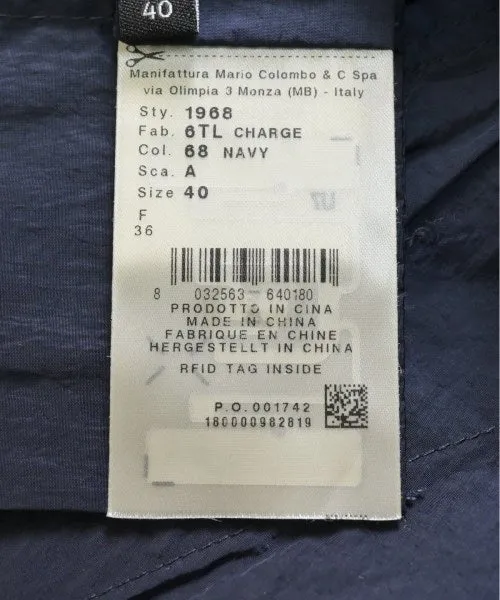 40
Manifattura Mario Colombo & C Spa
via Olimpia 3 Monza (MB) - Italy
Sty. 1968
Fab. 6TL CHARGE
Col. 68 NAVY
Sca. A
Size 40
F
36
8 032563 640180
PRODOTTO IN CINA
MADE IN CHINA
FABRIQUE EN CHINE
HERGESTELLT IN CHINA
RFID TAG INSIDE
P.O. 001742
180000982819